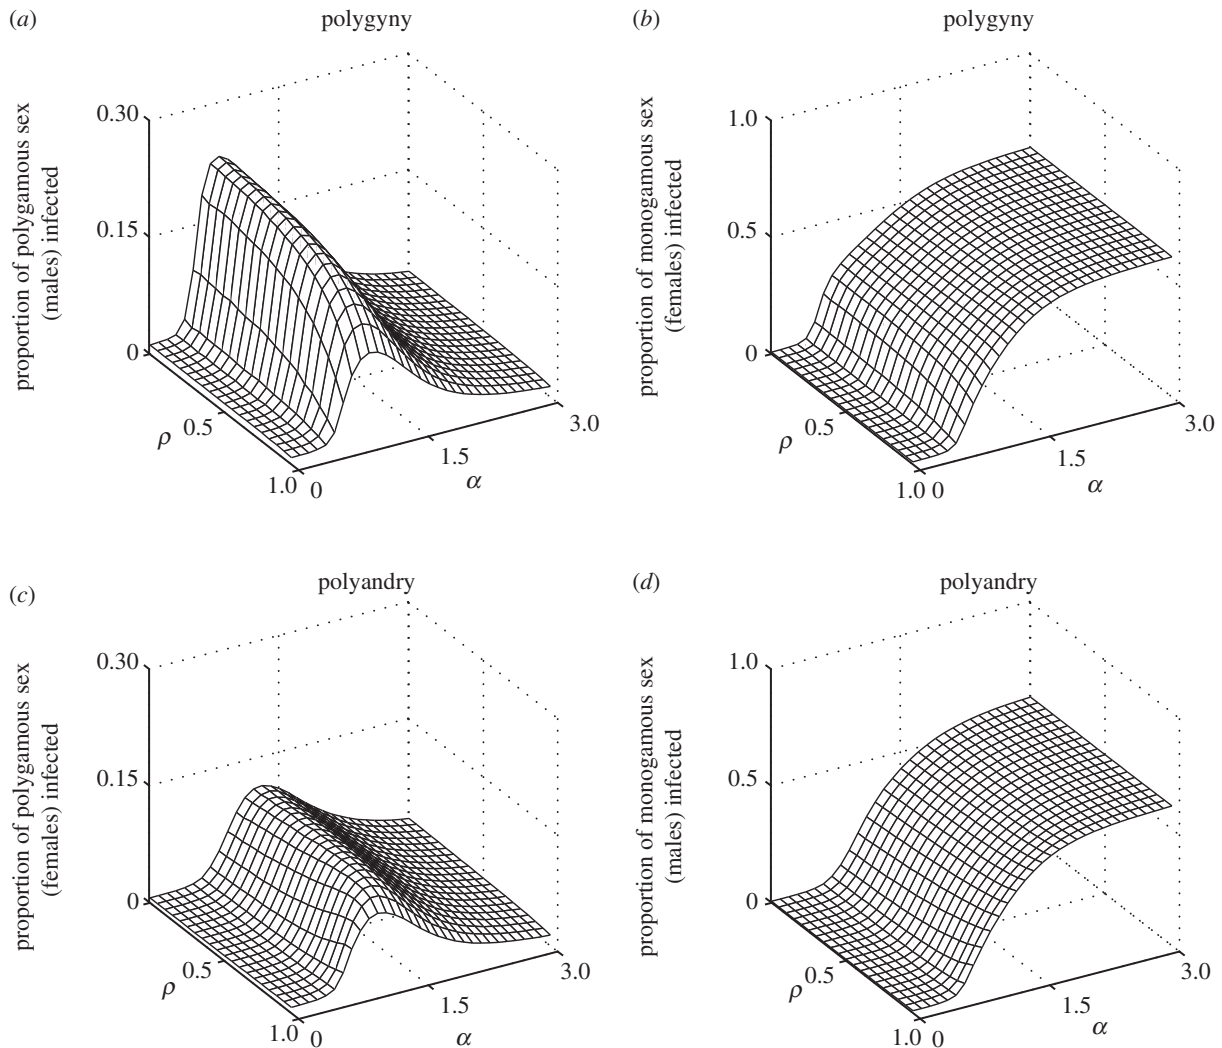 (a)
polygyny
0.30
0.15
0
proportion of polygamous sex
(males) infected
ρ
0.5
1.0
0
1.5
3.0
α
(b)
polygyny
1.0
0.5
0
proportion of monogamous sex
(females) infected
ρ
0.5
1.0
0
1.5
3.0
α
(c)
polyandry
0.30
0.15
0
proportion of polygamous sex
(females) infected
ρ
0.5
1.0
0
1.5
3.0
α
(d)
polyandry
1.0
0.5
0
proportion of monogamous sex
(males) infected
ρ
0.5
1.0
0
1.5
3.0
α